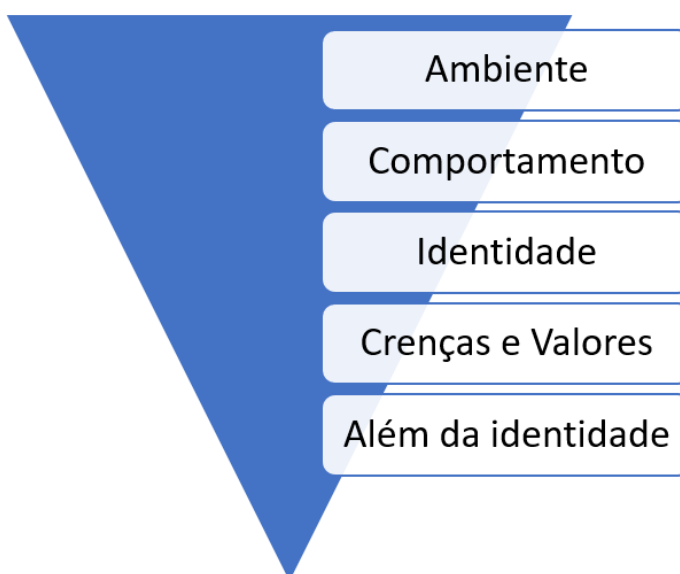 Ambiente
Comportamento
Identidade
Crenças e Valores
Além da identidade